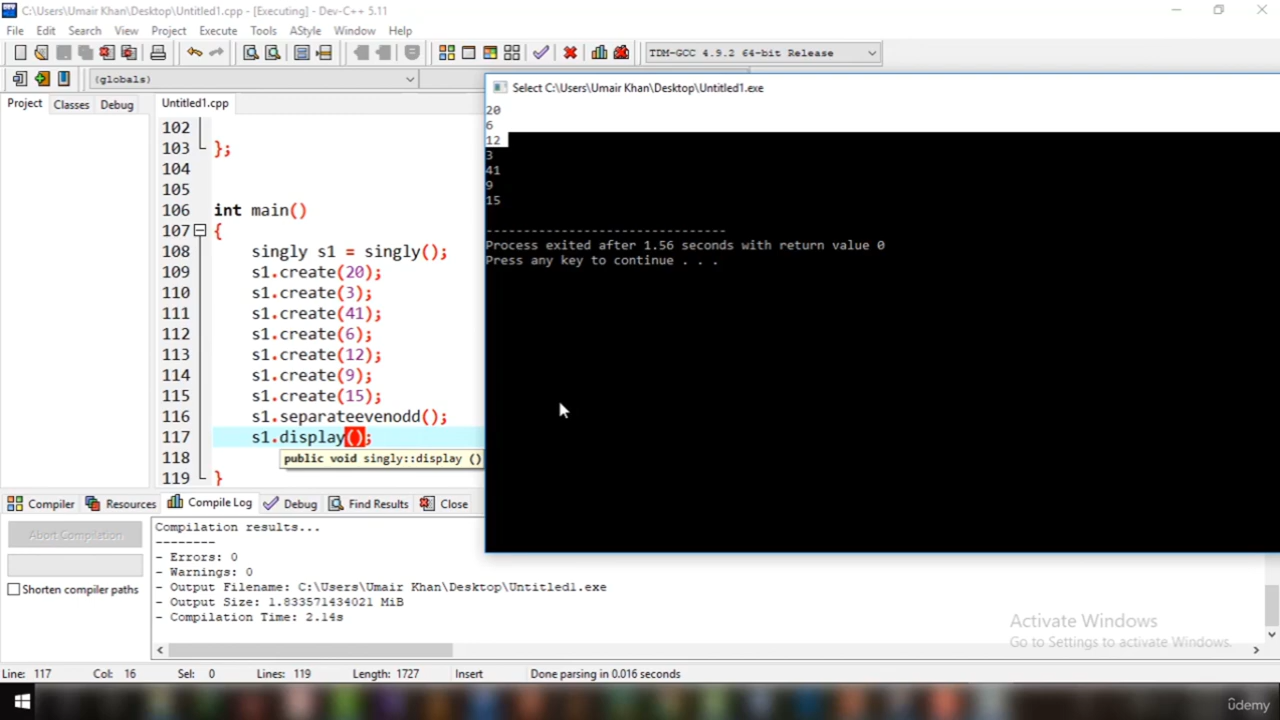 C:\Users\Umair Khan\Desktop\Untitled1.cpp - [Executing] - Dev-C++ 5.11
File Edit Search View Project Execute Tools AStyle Window Help
TDM-GCC 4.9.2 64-bit Release
(globals)
Project Classes Debug
Untitled1.cpp
102
103 };
104
105
106 int main()
107 {
108 singly s1 = singly();
109 s1.create(20);
110 s1.create(3);
111 s1.create(41);
112 s1.create(6);
113 s1.create(12);
114 s1.create(9);
115 s1.create(15);
116 s1.separateevenodd();
117 s1.display();
118 public void singly::display ()
119 }
Select C:\Users\Umair Khan\Desktop\Untitled1.exe
20
6
12
3
41
9
15
--------------------------------
Process exited after 1.56 seconds with return value 0
Press any key to continue . . .
Compiler Resources Compile Log Debug Find Results Close
Abort Compilation
Shorten compiler paths
Compilation results...
--------
- Errors: 0
- Warnings: 0
- Output Filename: C:\Users\Umair Khan\Desktop\Untitled1.exe
- Output Size: 1.833571434021 MiB
- Compilation Time: 2.14s
Activate Windows
Go to Settings to activate Windows.
Line: 117 Col: 16 Sel: 0 Lines: 119 Length: 1727 Insert Done parsing in 0.016 seconds
ûdemy